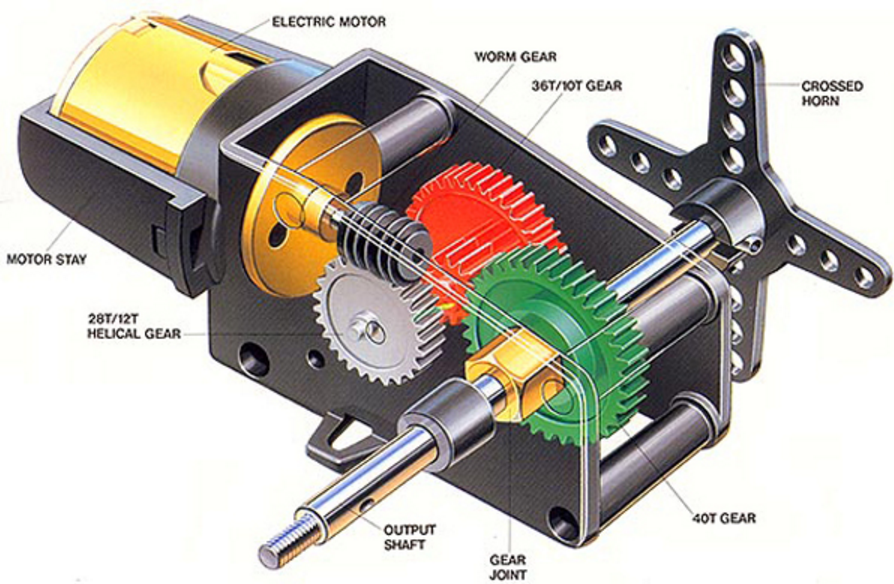 ELECTRIC MOTOR
WORM GEAR
36T/10T GEAR
CROSSED
HORN
MOTOR STAY
28T/12T
HELICAL GEAR
40T GEAR
OUTPUT
SHAFT
GEAR
JOINT